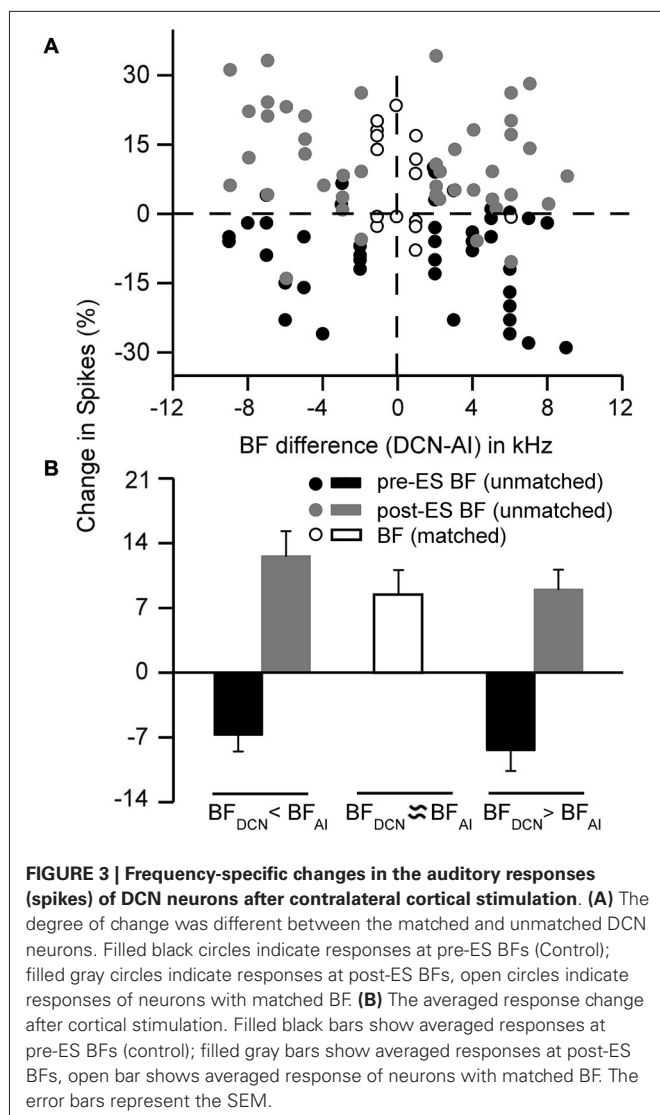 A
30
15
0
-15
-30
-12
-8
-4
0
4
8
12
BF difference (DCN-AI) in kHz
Change in Spikes (%)
B
21
14
7
0
-7
-14
pre-ES BF (unmatched)
post-ES BF (unmatched)
BF (matched)
BF_DCN < BF_AI
BF_DCN ≈ BF_AI
BF_DCN > BF_AI
FIGURE 3 | Frequency-specific changes in the auditory responses
(spikes) of DCN neurons after contralateral cortical stimulation. (A) The
degree of change was different between the matched and unmatched DCN
neurons. Filled black circles indicate responses at pre-ES BFs (Control);
filled gray circles indicate responses at post-ES BFs, open circles indicate
responses of neurons with matched BF. (B) The averaged response change
after cortical stimulation. Filled black bars show averaged responses at
pre-ES BFs (control); filled gray bars show averaged responses at post-ES
BFs, open bar shows averaged response of neurons with matched BF. The
error bars represent the SEM.